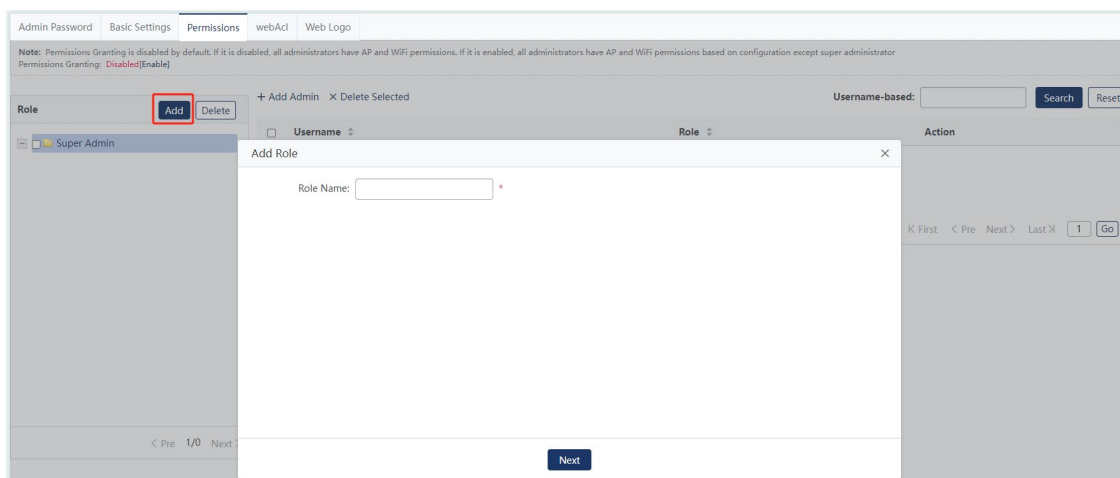 Admin Password Basic Settings Permissions webAcl Web Logo
Note: Permissions Granting is disabled by default. If it is disabled, all administrators have AP and WiFi permissions. If it is enabled, all administrators have AP and WiFi permissions based on configuration except super administrator
Permissions Granting: Disabled[Enable]
Role Add Delete
+ Add Admin × Delete Selected Username-based: Search Reset
Username Role Action
Super Admin
Add Role ×
Role Name: *
First < Pre Next > Last 1 Go
< Pre 1/0 Next >
Next